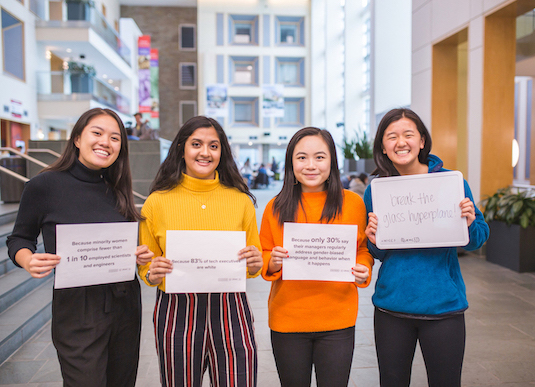 Because minority women
comprise fewer than
1 in 10 employed scientists
and engineers
Because 83% of tech executives
are white
Because only 30% say
that their managers regularly
address gender-biased
language and behavior when
it happens
break the
glass hyperplane!